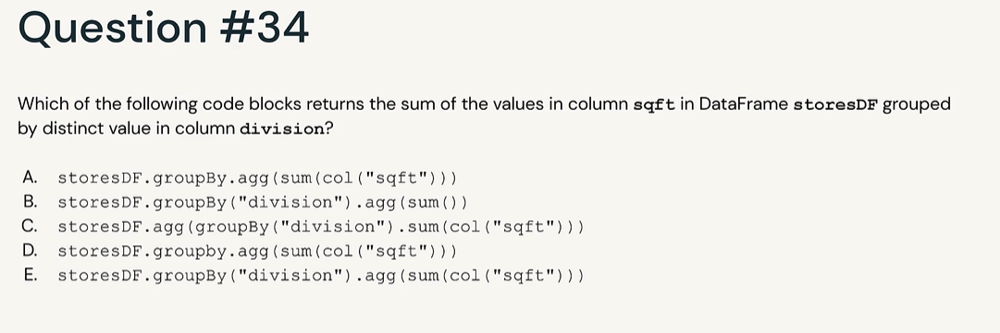 Question #34
Which of the following code blocks returns the sum of the values in column sqft in DataFrame storesDF grouped
by distinct value in column division?
A. storesDF.groupBy.agg(sum(col("sqft")))
B. storesDF.groupBy("division").agg(sum())
C. storesDF.agg(groupBy("division").sum(col("sqft")))
D. storesDF.groupby.agg(sum(col("sqft")))
E. storesDF.groupBy("division").agg(sum(col("sqft")))